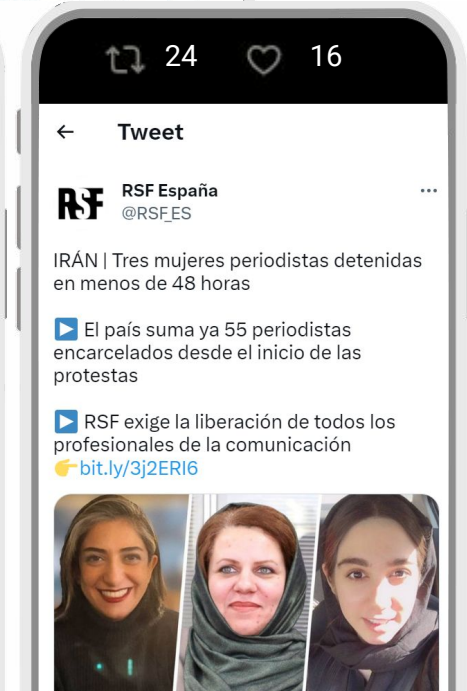 24 16
Tweet
RSF RSF España
@RSF_ES
IRÁN | Tres mujeres periodistas detenidas
en menos de 48 horas
El país suma ya 55 periodistas
encarcelados desde el inicio de las
protestas
RSF exige la liberación de todos los
profesionales de la comunicación
bit.ly/3j2ERI6